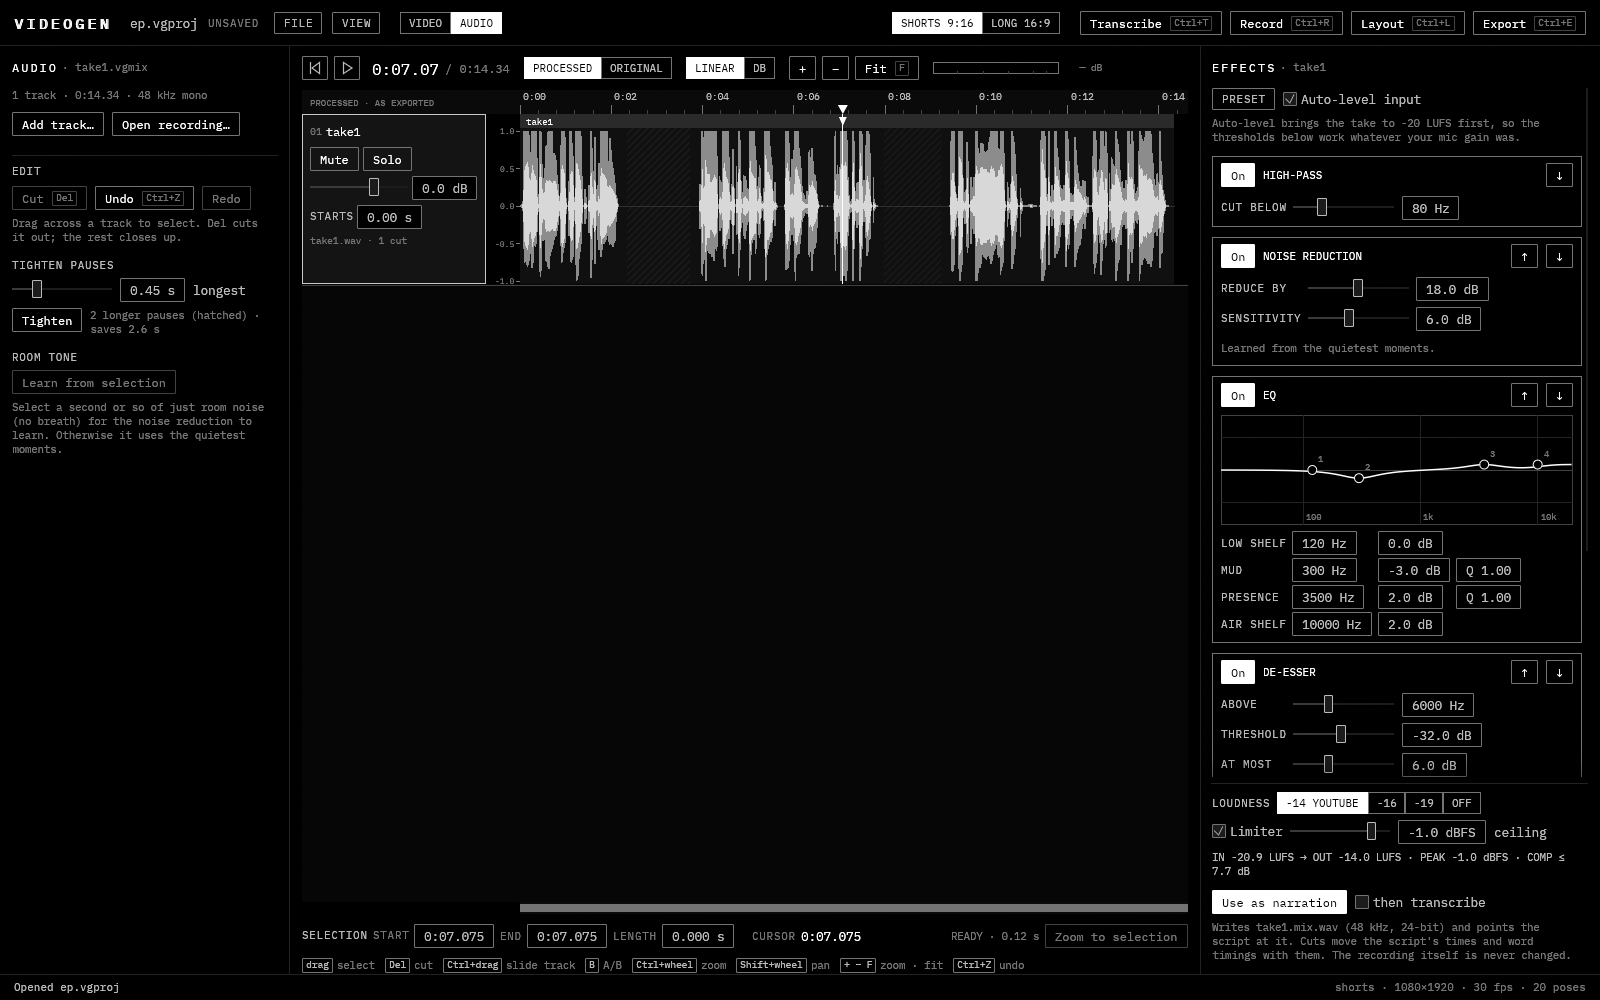 VIDEOGEN ep.vgproj UNSAVED FILE VIEW VIDEO AUDIO SHORTS 9:16 LONG 16:9 Transcribe Ctrl+T Record Ctrl+R Layout Ctrl+L Export Ctrl+E
AUDIO · take1.vgmix
1 track · 0:14.34 · 48 kHz mono
Add track… Open recording…
EDIT
Cut Del Undo Ctrl+Z Redo
Drag across a track to select. Del cuts
it out; the rest closes up.
TIGHTEN PAUSES
0.45 s longest
Tighten 2 longer pauses (hatched) ·
saves 2.6 s
ROOM TONE
Learn from selection
Select a second or so of just room noise
(no breath) for the noise reduction to
learn. Otherwise it uses the quietest
moments.
0:07.07 / 0:14.34 PROCESSED ORIGINAL LINEAR DB + − Fit F — dB
PROCESSED · AS EXPORTED 0:00 0:02 0:04 0:06 0:08 0:10 0:12 0:14
01 take1
Mute Solo
0.0 dB
STARTS 0.00 s
take1.wav · 1 cut
take1
1.0
0.5
0.0
-0.5
-1.0
SELECTION START 0:07.075 END 0:07.075 LENGTH 0.000 s CURSOR 0:07.075 READY · 0.12 s Zoom to selection
drag select Del cut Ctrl+drag slide track B A/B Ctrl+wheel zoom Shift+wheel pan + − F zoom · fit Ctrl+Z undo
EFFECTS · take1
PRESET Auto-level input
Auto-level brings the take to -20 LUFS first, so the
thresholds below work whatever your mic gain was.
On HIGH-PASS ↓
CUT BELOW 80 Hz
On NOISE REDUCTION ↑ ↓
REDUCE BY 18.0 dB
SENSITIVITY 6.0 dB
Learned from the quietest moments.
On EQ ↑ ↓
1 2 3 4
100 1k 10k
LOW SHELF 120 Hz 0.0 dB
MUD 300 Hz -3.0 dB Q 1.00
PRESENCE 3500 Hz 2.0 dB Q 1.00
AIR SHELF 10000 Hz 2.0 dB
On DE-ESSER ↑ ↓
ABOVE 6000 Hz
THRESHOLD -32.0 dB
AT MOST 6.0 dB
LOUDNESS -14 YOUTUBE -16 -19 OFF
Limiter -1.0 dBFS ceiling
IN -20.9 LUFS → OUT -14.0 LUFS · PEAK -1.0 dBFS · COMP ≤
7.7 dB
Use as narration then transcribe
Writes take1.mix.wav (48 kHz, 24-bit) and points the
script at it. Cuts move the script's times and word
timings with them. The recording itself is never changed.
Opened ep.vgproj shorts · 1080×1920 · 30 fps · 20 poses